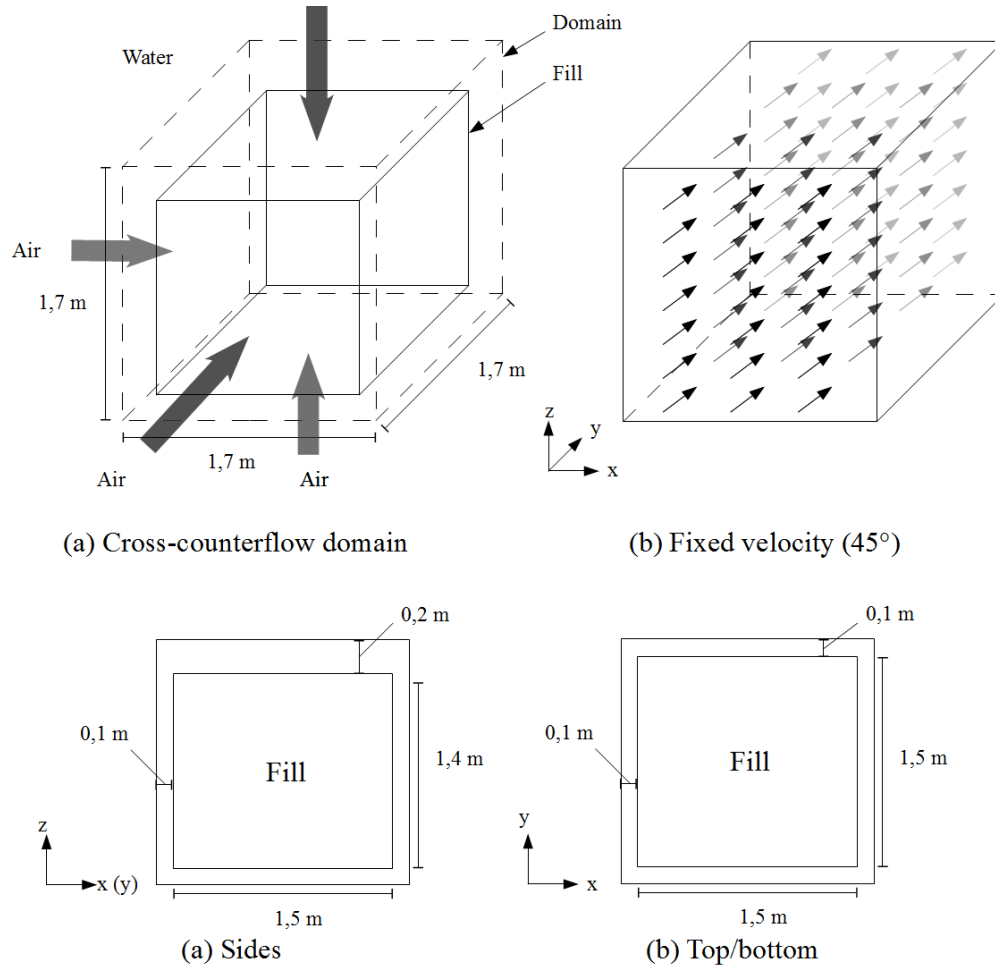 Water
Domain
Fill
Air
1,7 m
1,7 m
1,7 m
Air
Air
z
y
x
(a) Cross-counterflow domain
(b) Fixed velocity (45°)
0,2 m
0,1 m
Fill
1,4 m
z
x (y)
1,5 m
(a) Sides
0,1 m
0,1 m
Fill
1,5 m
y
x
1,5 m
(b) Top/bottom